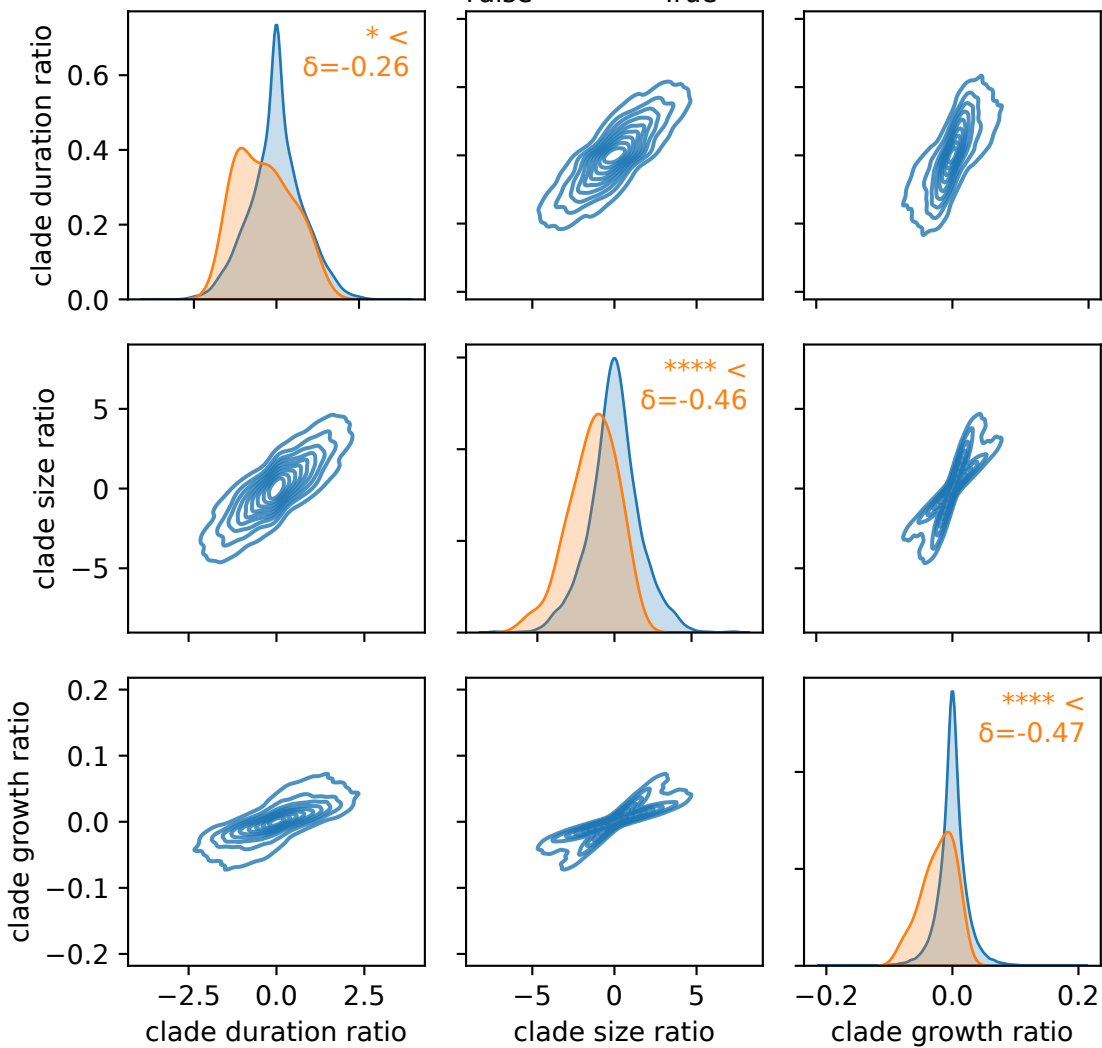 * <
δ=-0.26
clade duration ratio
0.6
0.4
0.2
0.0
**** <
δ=-0.46
clade size ratio
5
0
−5
**** <
δ=-0.47
clade growth ratio
0.2
0.1
0.0
−0.1
−0.2
−2.5 0.0 2.5 −5 0 5 −0.2 0.0 0.2
clade duration ratio clade size ratio clade growth ratio